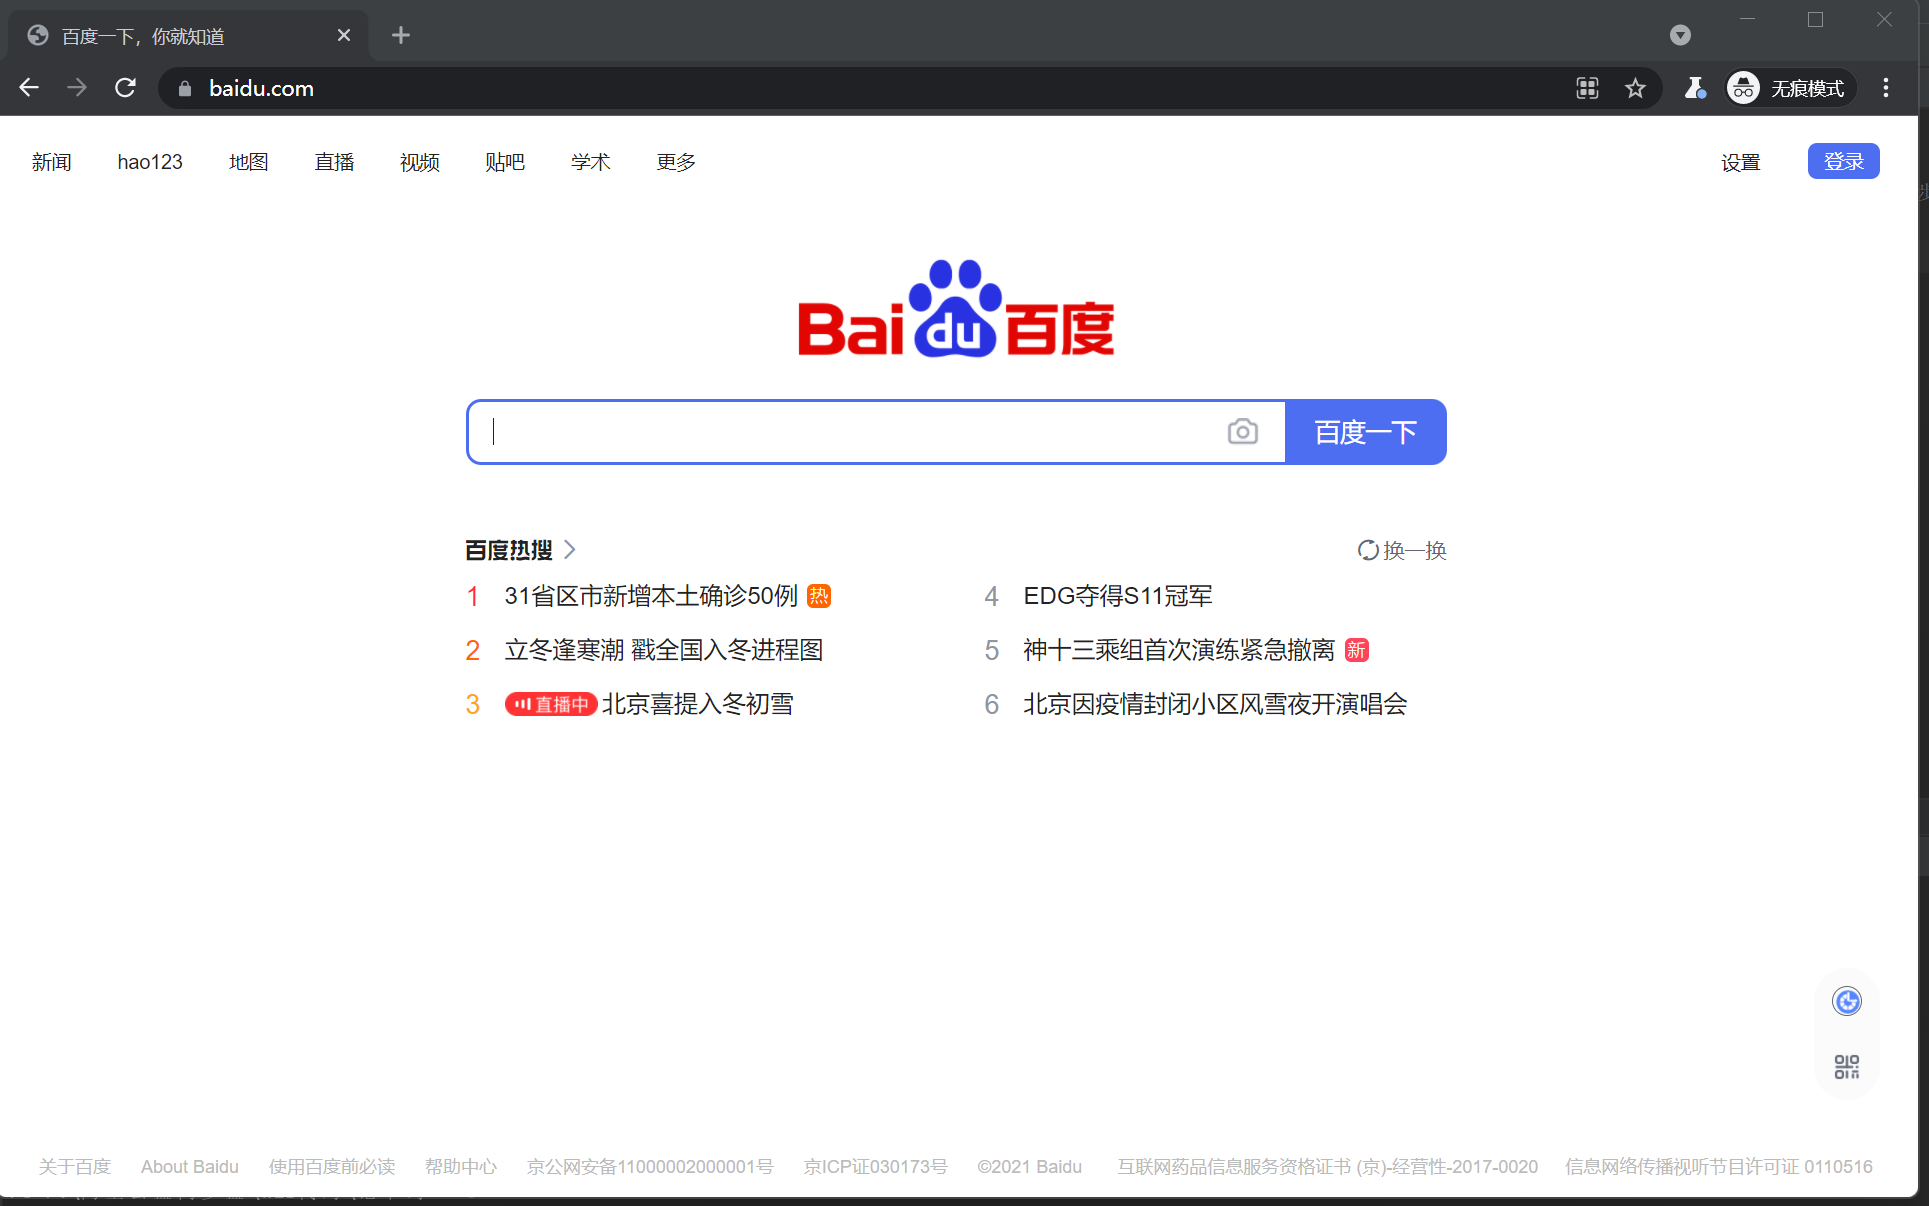 百度一下，你就知道
baidu.com
无痕模式
新闻 hao123 地图 直播 视频 贴吧 学术 更多 设置 登录
Bai du 百度
百度一下
百度热搜 换一换
1 31省区市新增本土确诊50例 热
2 立冬逢寒潮 戳全国入冬进程图
3 直播中 北京喜提入冬初雪
4 EDG夺得S11冠军
5 神十三乘组首次演练紧急撤离 新
6 北京因疫情封闭小区风雪夜开演唱会
关于百度 About Baidu 使用百度前必读 帮助中心 京公网安备11000002000001号 京ICP证030173号 ©2021 Baidu 互联网药品信息服务资格证书 (京)-经营性-2017-0020 信息网络传播视听节目许可证 0110516